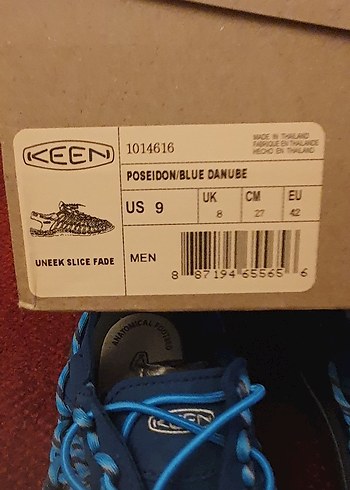 KEEN
1014616
MADE IN THAILAND
FABRIQUE EN THAILANDE
HECHO EN THAILAND
POSEIDON/BLUE DANUBE
US 9
UK
8
CM
27
EU
42
UNEEK SLICE FADE
MEN
8 87194 65565 6
ANATOMICAL FOOTBED
KEEN